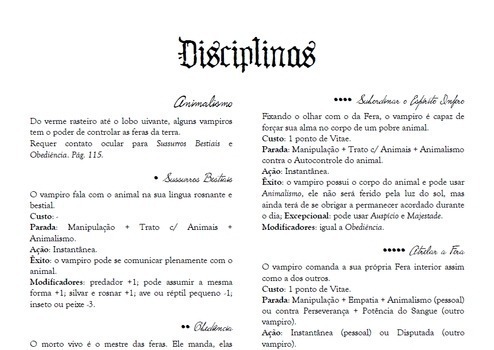 Disciplinas
Animalismo
Do verme rasteiro até o lobo uivante, alguns vampiros
tem o poder de controlar as feras da terra.
Requer contato ocular para Sussurros Bestiais e
Obediência. Pág. 115.
• Sussurros Bestiais
O vampiro fala com o animal na sua língua rosnante e
bestial.
Custo: -
Parada: Manipulação + Trato c/ Animais +
Animalismo.
Ação: Instantânea.
Êxito: o vampiro pode se comunicar plenamente com o
animal.
Modificadores: predador +1; pode assumir a mesma
forma +1; silvar e rosnar +1; ave ou réptil pequeno -1;
inseto ou peixe -3.
•• Obediência
O morto vivo é o mestre das feras. Ele manda, elas
•••• Subordinar o Espírito Ínfero
Fixando o olhar com o da Fera, o vampiro é capaz de
forçar sua alma no corpo de um pobre animal.
Custo: 1 ponto de Vitae.
Parada: Manipulação + Trato c/ Animais + Animalismo
contra o Autocontrole do animal.
Ação: Instantânea.
Êxito: o vampiro possui o corpo do animal e pode usar
Animalismo, ele não será ferido pela luz do sol, mas
ainda terá de se obrigar a permanecer acordado durante
o dia; Excepcional: pode usar Auspício e Majestade.
Modificadores: igual a Obediência.
••••• Atrelar a Fera
O vampiro comanda a sua própria Fera interior assim
como a dos outros.
Custo: 1 ponto de Vitae.
Parada: Manipulação + Empatia + Animalismo (pessoal)
ou contra Perseverança + Potência do Sangue (outro
vampiro).
Ação: Instantânea (pessoal) ou Disputada (outro
vampiro).